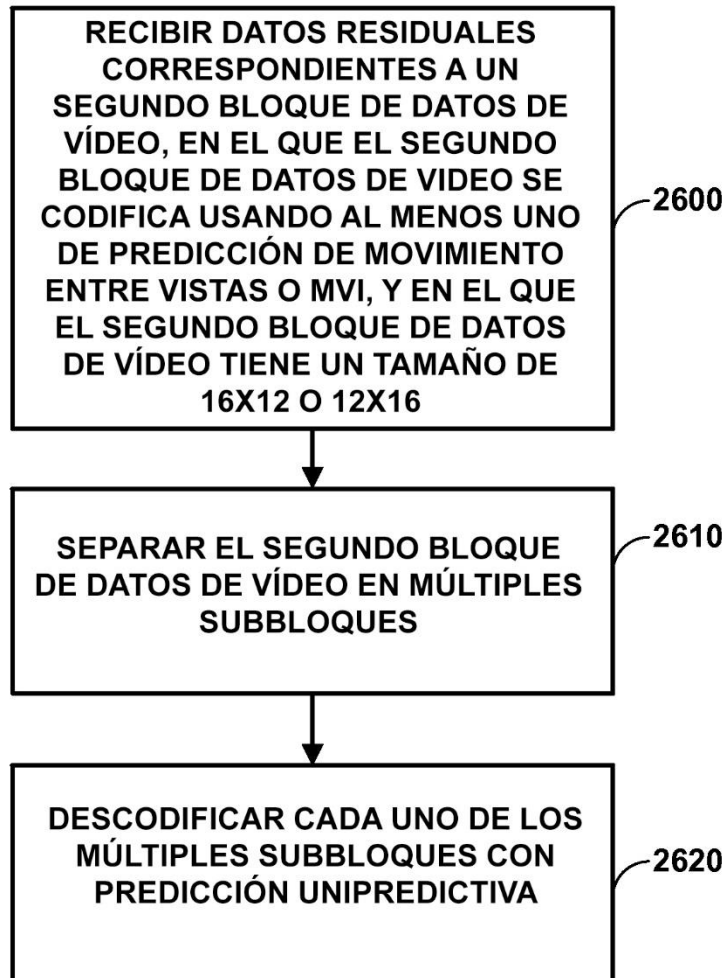 RECIBIR DATOS RESIDUALES
CORRESPONDIENTES A UN
SEGUNDO BLOQUE DE DATOS DE
VÍDEO, EN EL QUE EL SEGUNDO
BLOQUE DE DATOS DE VIDEO SE
CODIFICA USANDO AL MENOS UNO
DE PREDICCIÓN DE MOVIMIENTO
ENTRE VISTAS O MVI, Y EN EL QUE
EL SEGUNDO BLOQUE DE DATOS
DE VÍDEO TIENE UN TAMAÑO DE
16X12 O 12X16
2600
SEPARAR EL SEGUNDO BLOQUE
DE DATOS DE VÍDEO EN MÚLTIPLES
SUBBLOQUES
2610
DESCODIFICAR CADA UNO DE LOS
MÚLTIPLES SUBBLOQUES CON
PREDICCIÓN UNIPREDICTIVA
2620